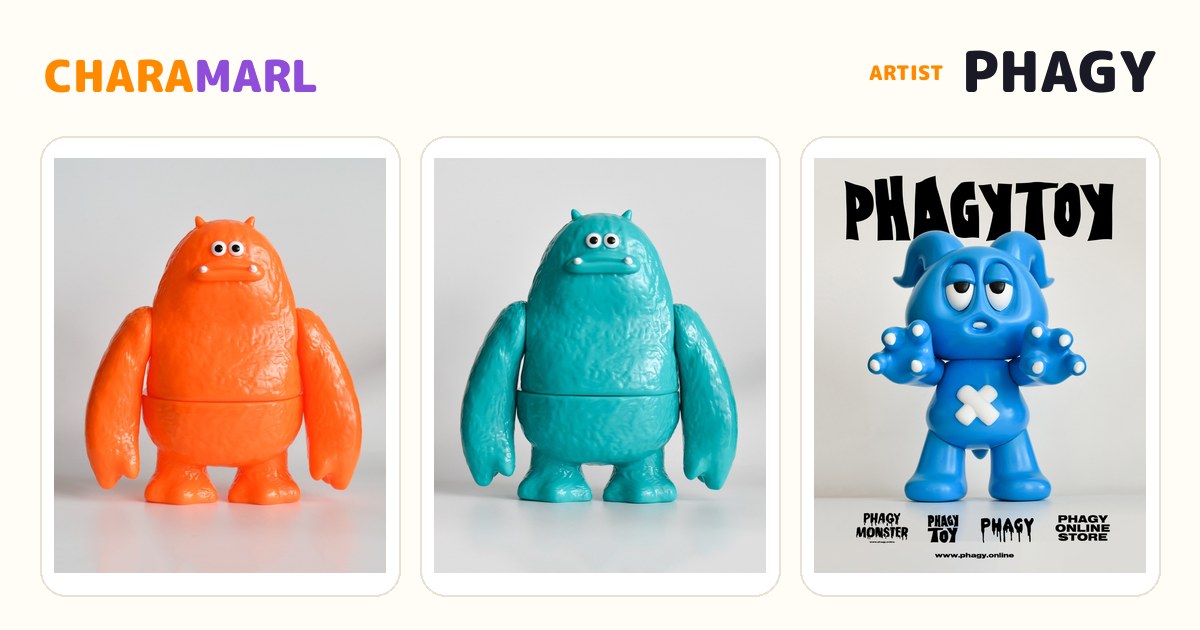 CHARAMARL
ARTIST PHAGY
PHAGYTOY
PHAGY MONSTER
PHAGY TOY
PHAGY
PHAGY ONLINE STORE
www.phagy.online